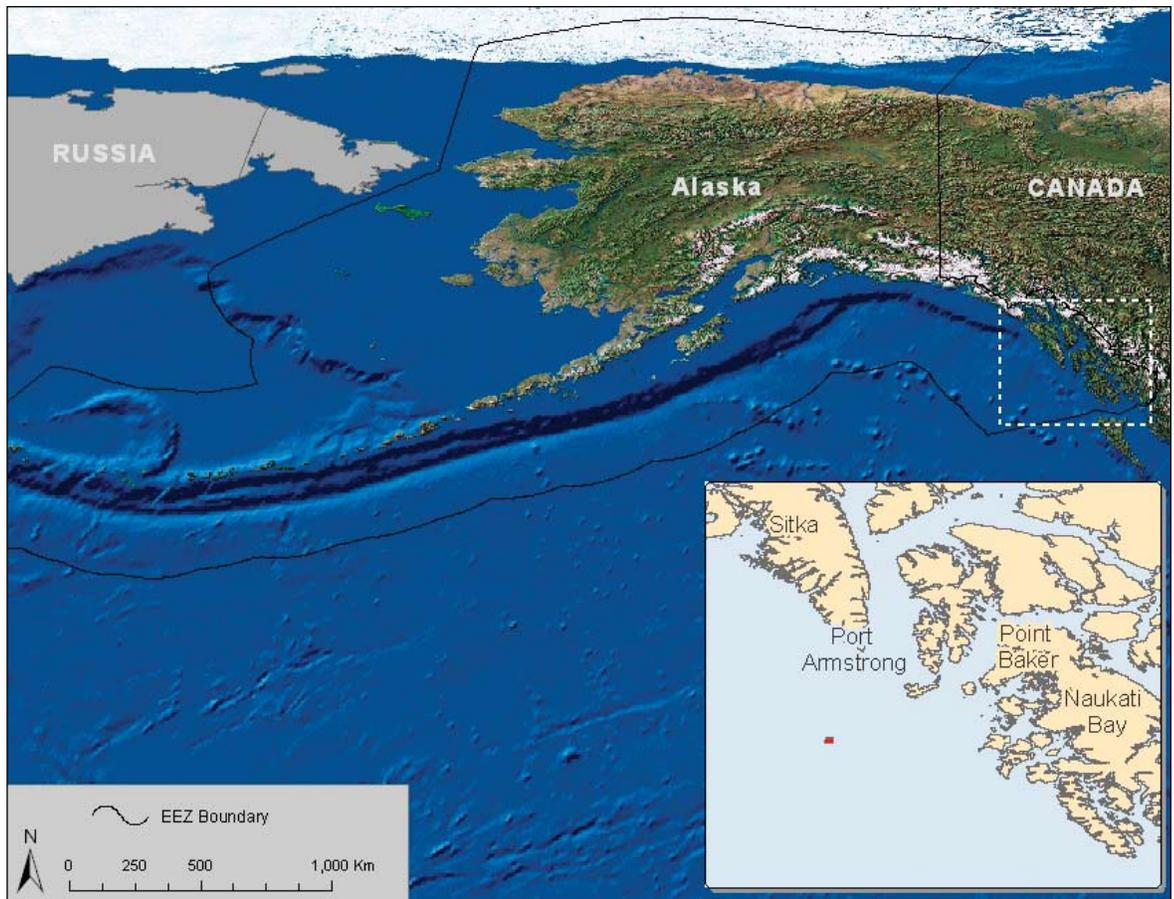 RUSSIA
Alaska
CANADA
Sitka
Port
Armstrong
Point
Baker
Naukati
Bay
EEZ Boundary
N
0 250 500 1,000 Km